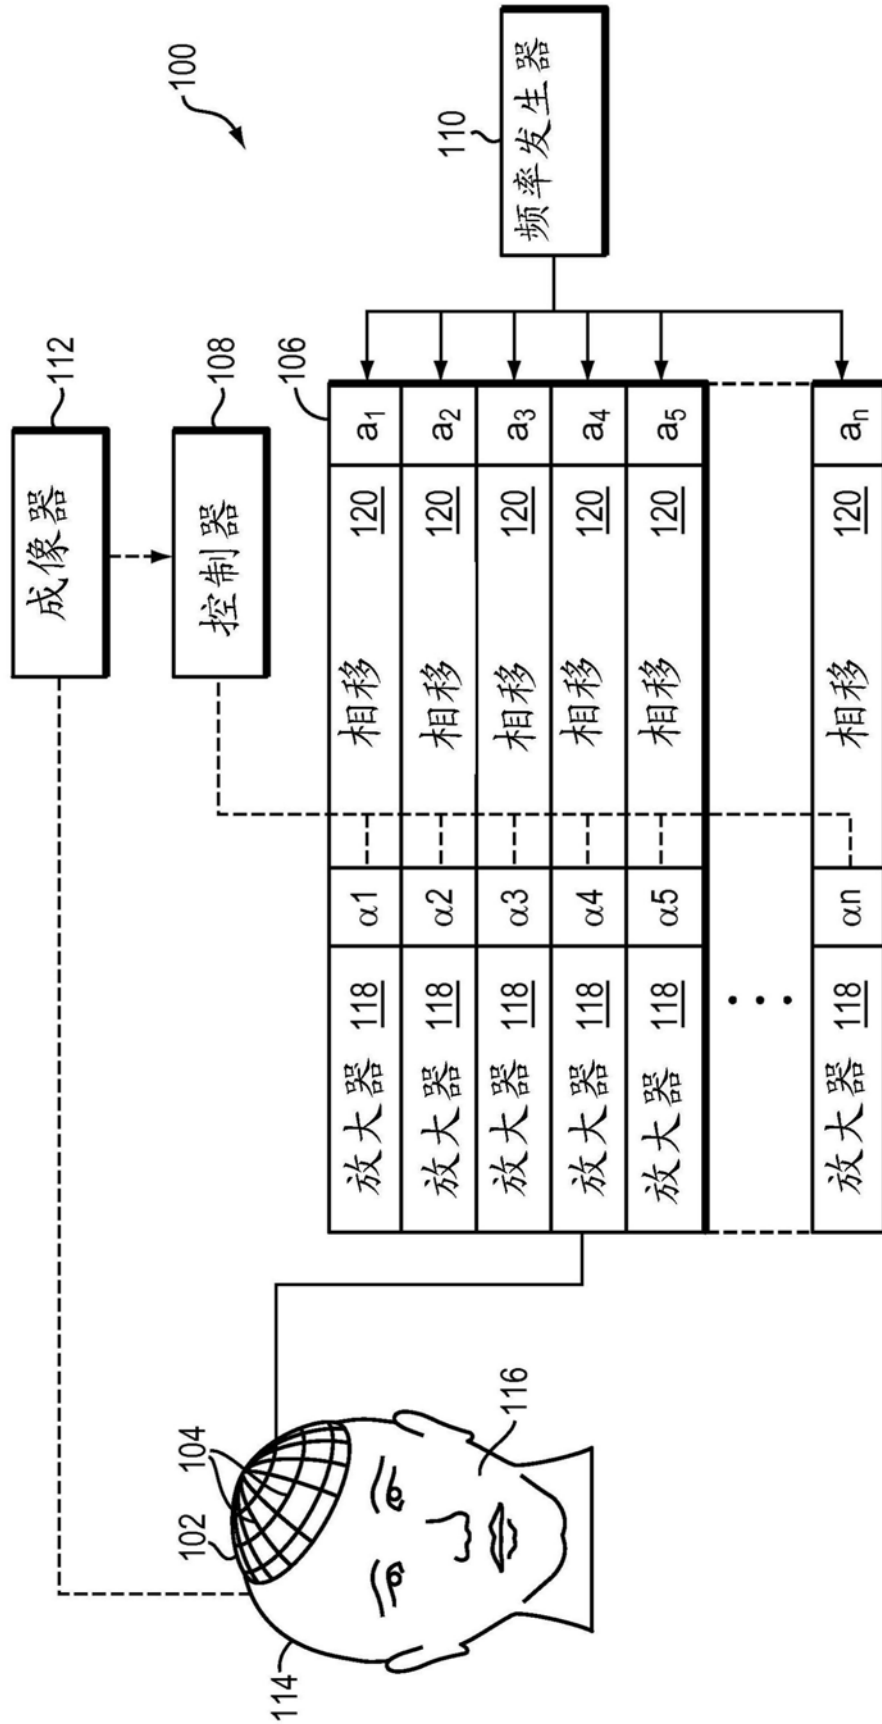 100
112
成像器
108
控制器
110
频率发生器
106
放大器 118 α1 相移 120 a₁
放大器 118 α2 相移 120 a₂
放大器 118 α3 相移 120 a₃
放大器 118 α4 相移 120 a₄
放大器 118 α5 相移 120 a₅
放大器 118 αn 相移 120 aₙ
102
104
114
116